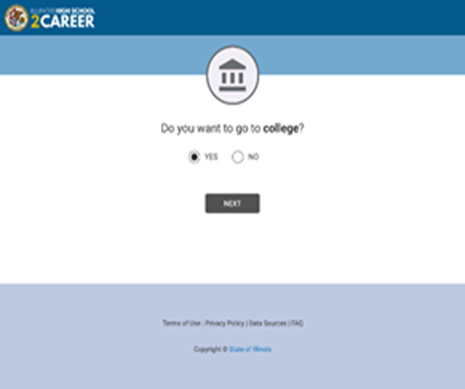 ILLINOIS HIGH SCHOOL
2CAREER
Do you want to go to college?
YES NO
NEXT
Terms of Use | Privacy Policy | Data Sources | FAQ
Copyright © State of Illinois